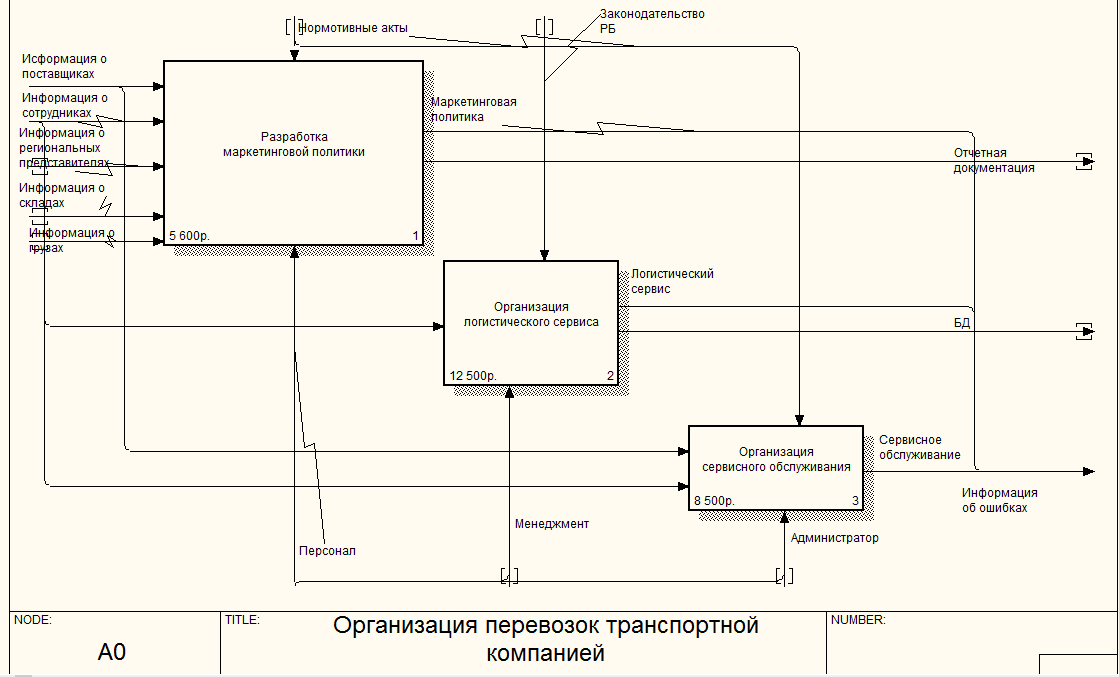 Нормотивные акты
Законодательство
РБ
Исформация о
поставщиках
Информация о
сотрудниках
Информация о
региональных
представителях
Информация о
складах
Информация о
грузах
Разработка
маркетинговой политики
5 600р.
1
Маркетинговая
политика
Отчетная
документация
Организация
логистического сервиса
12 500р.
2
Логистический
сервис
БД
Организация
сервисного обслуживания
8 500р.
3
Сервисное
обслуживание
Информация
об ошибках
Менеджмент
Администратор
Персонал
NODE:
A0
TITLE:
Организация перевозок транспортной
компанией
NUMBER: